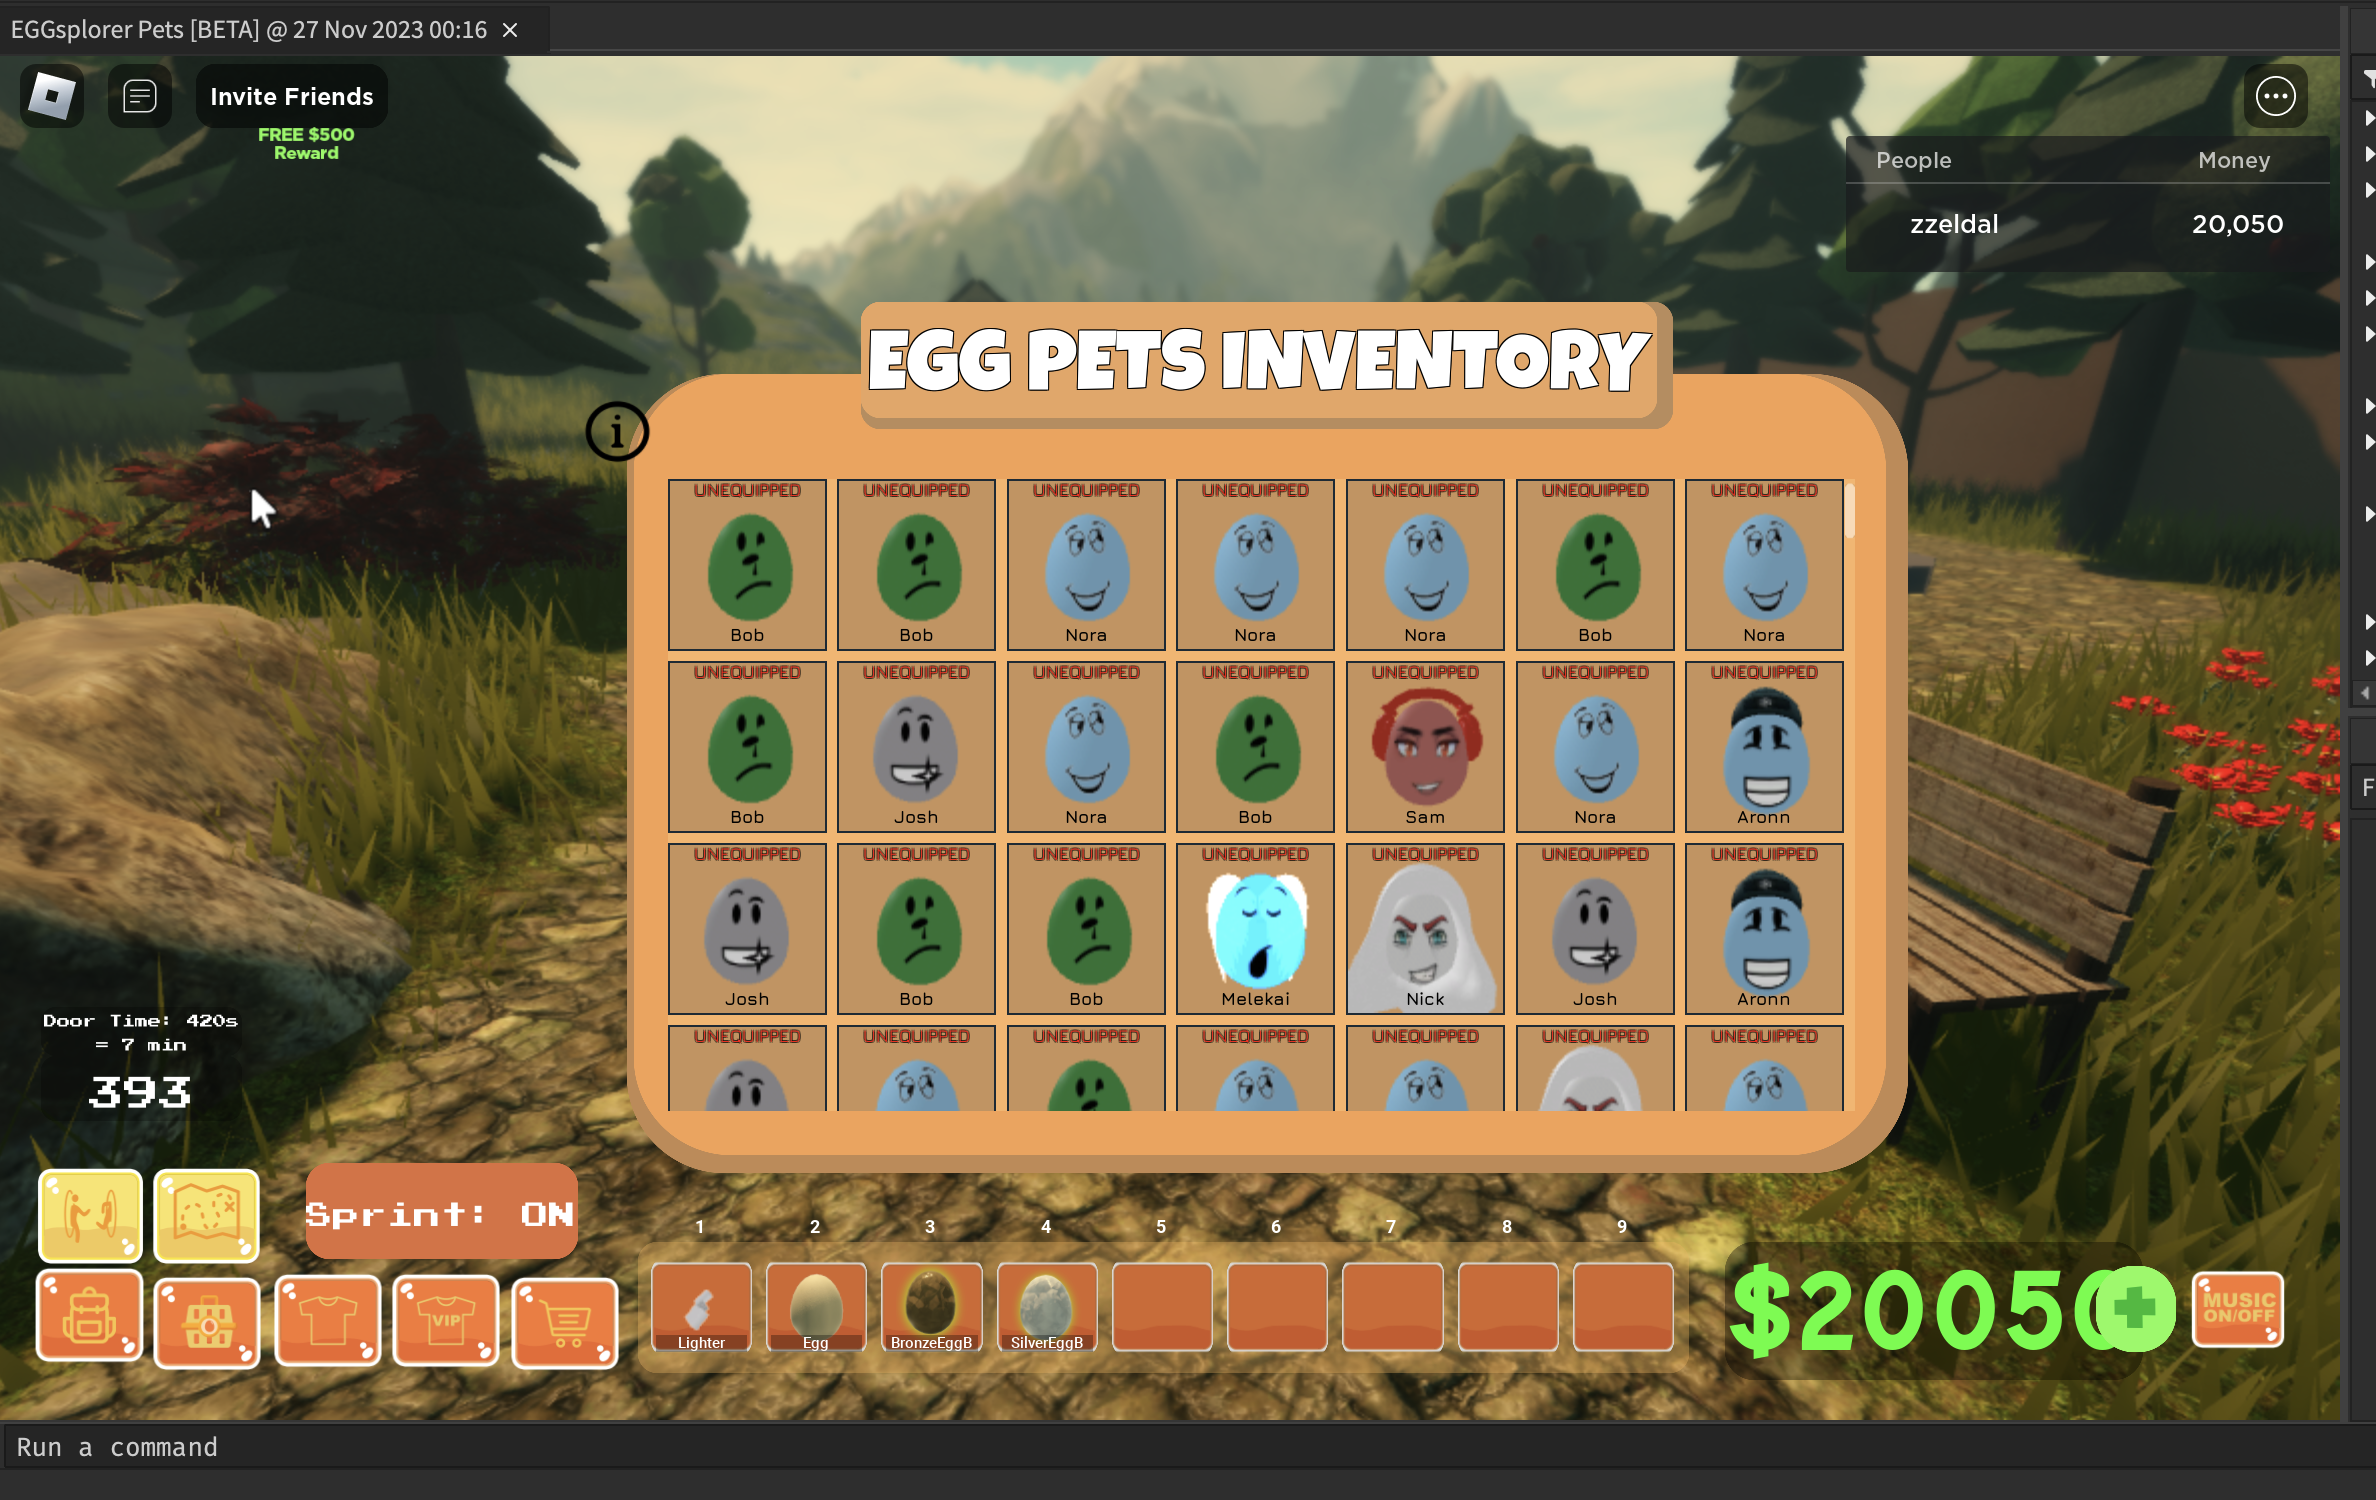 EGGsplorer Pets [BETA] @ 27 Nov 2023 00:16
Invite Friends
FREE $500
Reward
People Money
zzeldal 20,050
EGG PETS INVENTORY
i
UNEQUIPPED UNEQUIPPED UNEQUIPPED UNEQUIPPED UNEQUIPPED UNEQUIPPED UNEQUIPPED
Bob Bob Nora Nora Nora Bob Nora
UNEQUIPPED UNEQUIPPED UNEQUIPPED UNEQUIPPED UNEQUIPPED UNEQUIPPED UNEQUIPPED
Bob Josh Nora Bob Sam Nora Aronn
UNEQUIPPED UNEQUIPPED UNEQUIPPED UNEQUIPPED UNEQUIPPED UNEQUIPPED UNEQUIPPED
Josh Bob Bob Melekai Nick Josh Aronn
UNEQUIPPED UNEQUIPPED UNEQUIPPED UNEQUIPPED UNEQUIPPED UNEQUIPPED UNEQUIPPED
Door Time: 420s
= 7 min
393
Sprint: ON
VIP
1 2 3 4 5 6 7 8 9
Lighter Egg BronzeEggB SilverEggB
$20050
MUSIC
ON/OFF
F
Run a command